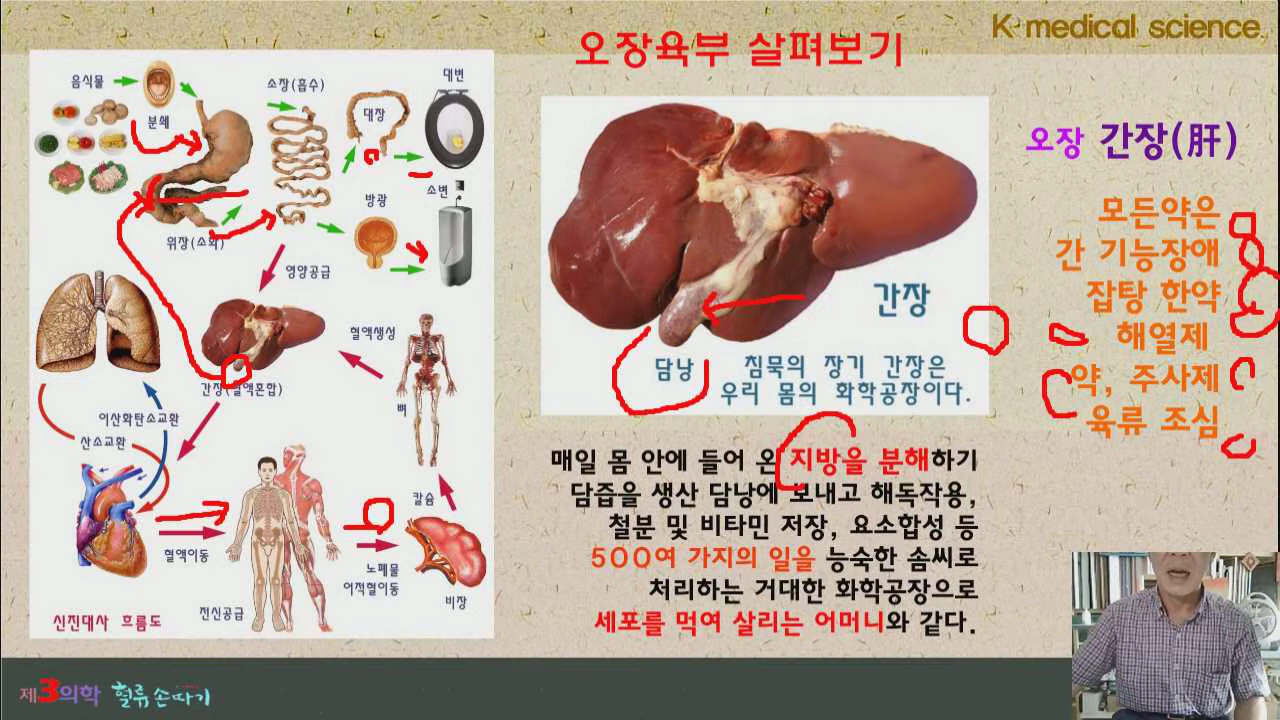 K medical science.
오장육부 살펴보기
음식물
분쇄
소장(흡수)
대장
대변
소변
방광
위장(소화)
영양공급
혈액생성
간장(혈액혼합)
뼈
이산화탄소교환
산소교환
칼슘
혈액이동
노폐물
어적혈이동
비장
전신공급
신진대사 흐름도
간장
담낭
침묵의 장기 간장은
우리 몸의 화학공장이다.
오장 간장(肝)
모든약은
간 기능장애
잡탕 한약
해열제
약, 주사제
육류 조심
매일 몸 안에 들어 온 지방을 분해하기
담즙을 생산 담낭에 보내고 해독작용,
철분 및 비타민 저장, 요소합성 등
500여 가지의 일을 능숙한 솜씨로
처리하는 거대한 화학공장으로
세포를 먹여 살리는 어머니와 같다.
제3의학 혈류손따기